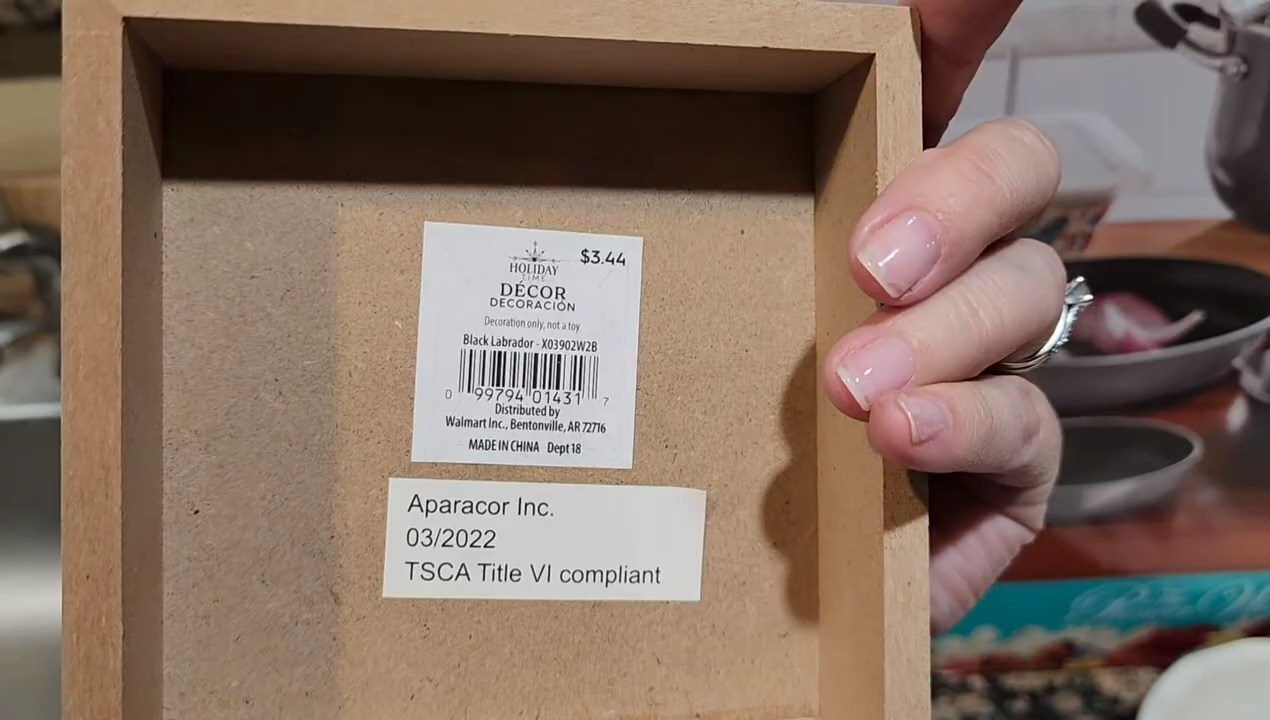 $3.44
HOLIDAY
TIME
DÉCOR
DECORACIÓN
Decoration only, not a toy
Black Labrador - X03902W2B
0 99794 01431 7
Distributed by
Walmart Inc., Bentonville, AR 72716
MADE IN CHINA Dept 18
Aparacor Inc.
03/2022
TSCA Title VI compliant